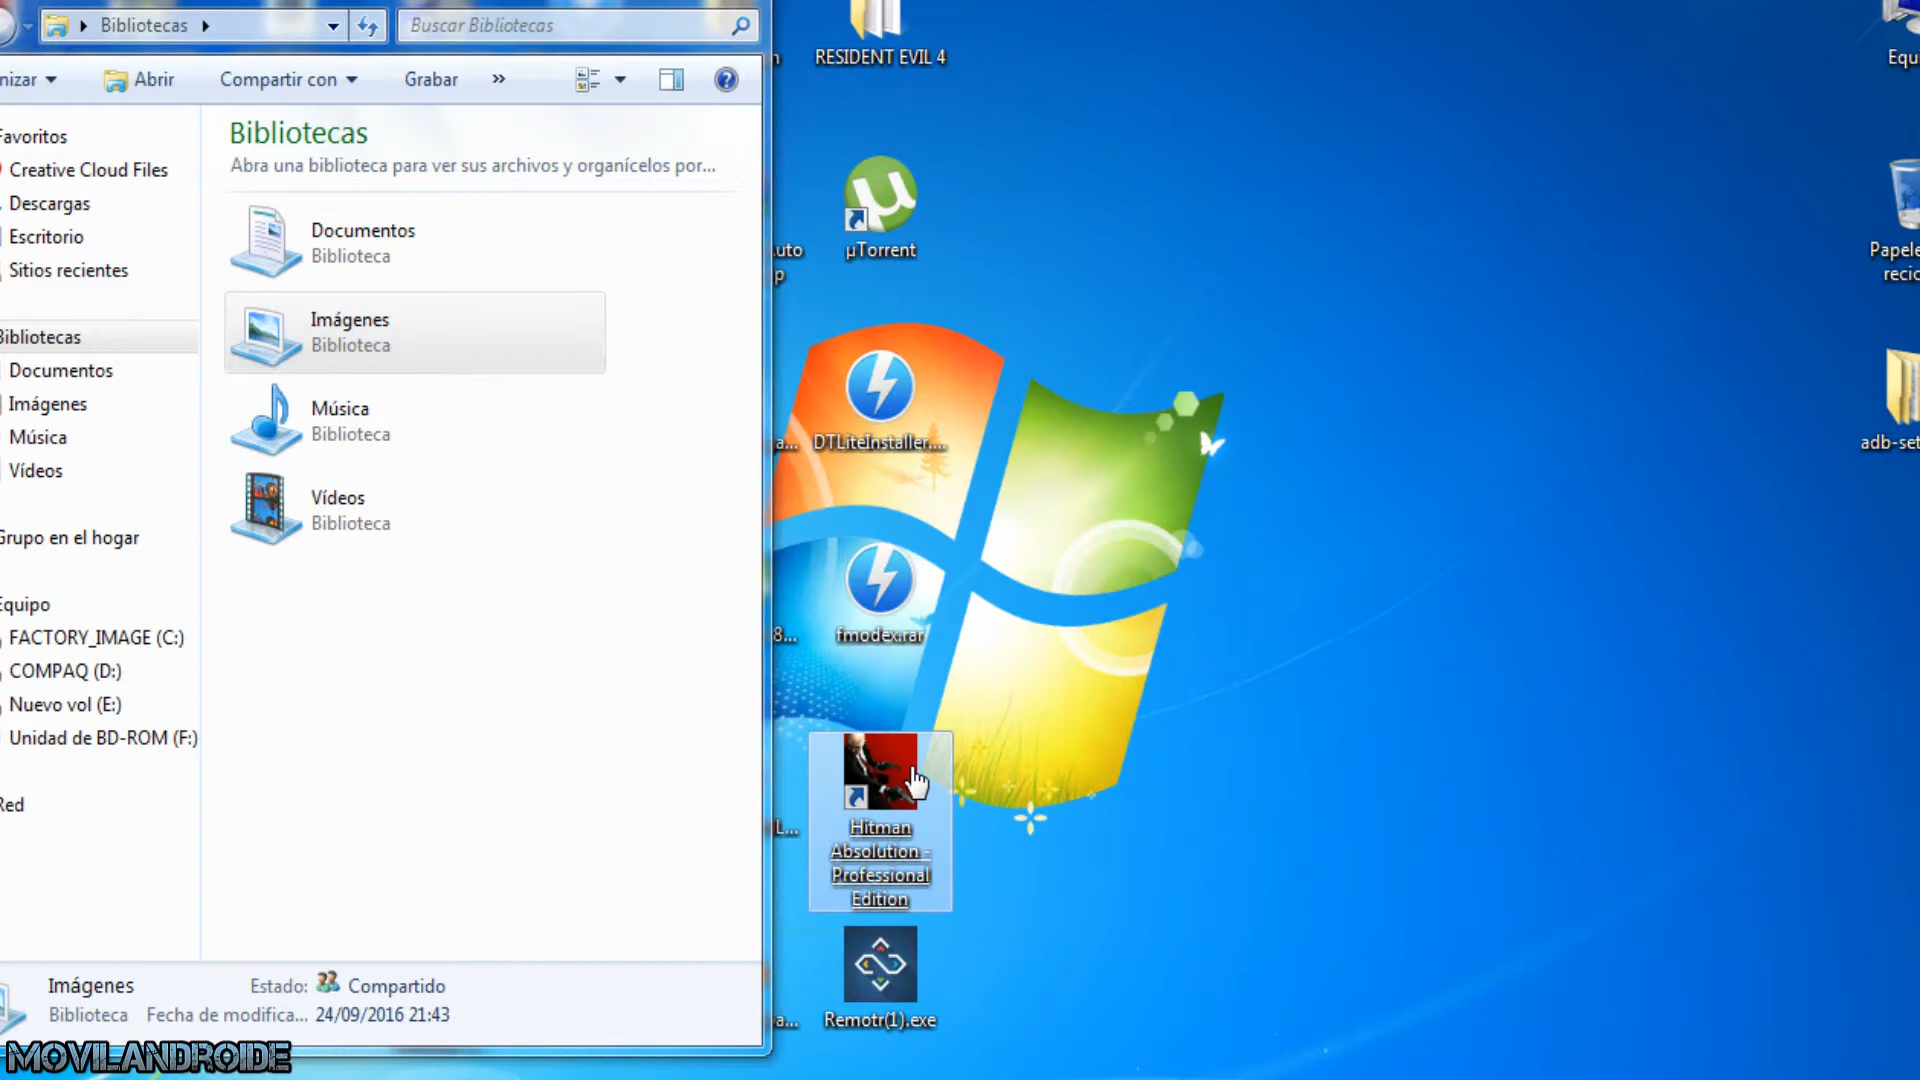 Bibliotecas
Buscar Bibliotecas
nizar
Abrir
Compartir con
Grabar
»
Favoritos
Creative Cloud Files
Descargas
Escritorio
Sitios recientes
Bibliotecas
Documentos
Imágenes
Música
Vídeos
Grupo en el hogar
Equipo
FACTORY_IMAGE (C:)
COMPAQ (D:)
Nuevo vol (E:)
Unidad de BD-ROM (F:)
Red
Bibliotecas
Abra una biblioteca para ver sus archivos y organícelos por...
Documentos
Biblioteca
Imágenes
Biblioteca
Música
Biblioteca
Vídeos
Biblioteca
Imágenes
Estado:
Compartido
Biblioteca
Fecha de modifica...
24/09/2016 21:43
MOVILANDROIDE
uto
p
a...
8...
L...
a...
RESIDENT EVIL 4
µTorrent
DTLiteInstaller....
fmodex.rar
Hitman
Absolution -
Professional
Edition
Remotr(1).exe
Equi
Papele
recic
adb-set